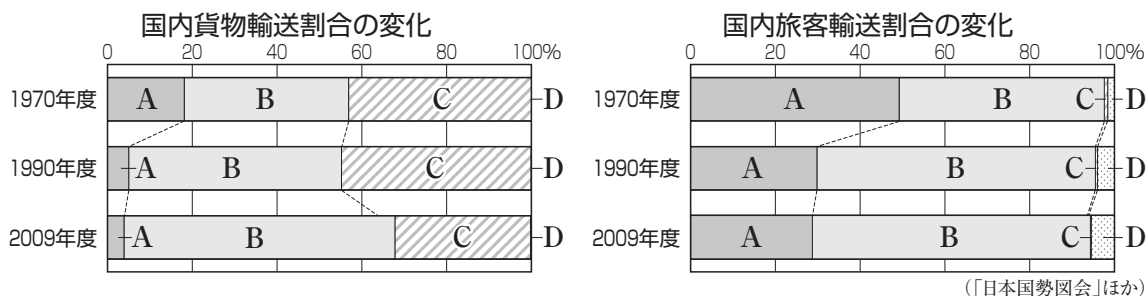 国内貨物輸送割合の変化
0 20 40 60 80 100%
1970年度 A B C D
1990年度 A B C D
2009年度 A B C D
国内旅客輸送割合の変化
0 20 40 60 80 100%
1970年度 A B C D
1990年度 A B C D
2009年度 A B C D
(「日本国勢図会」ほか)